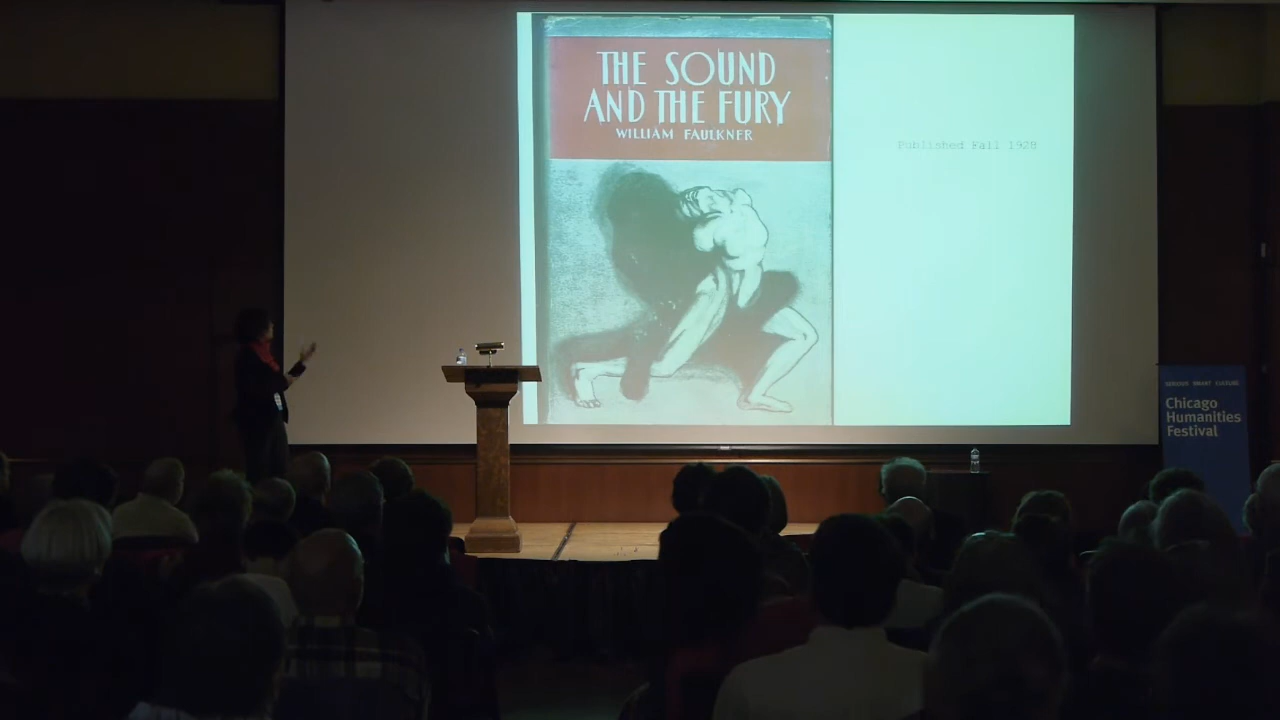 THE SOUND
AND THE FURY
WILLIAM FAULKNER
Published Fall 1928
Chicago
Humanities
Festival